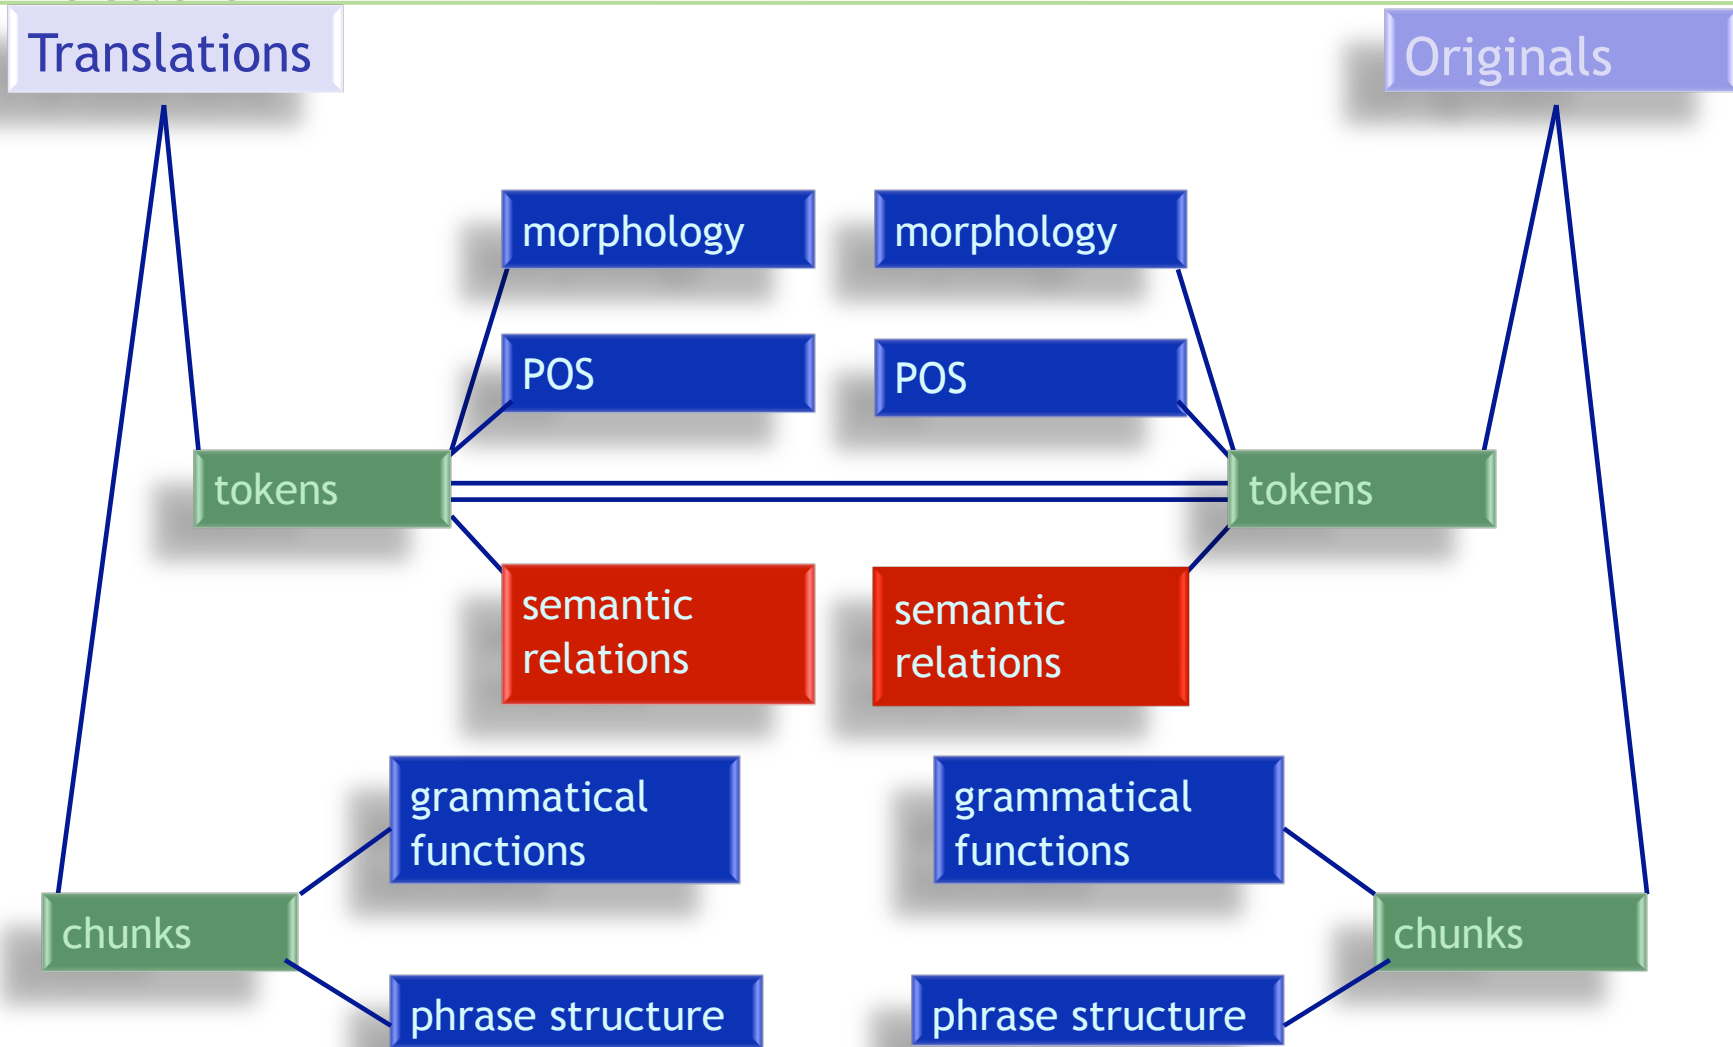 Translations
Originals
morphology
morphology
POS
POS
tokens
tokens
semantic
relations
semantic
relations
grammatical
functions
grammatical
functions
chunks
chunks
phrase structure
phrase structure